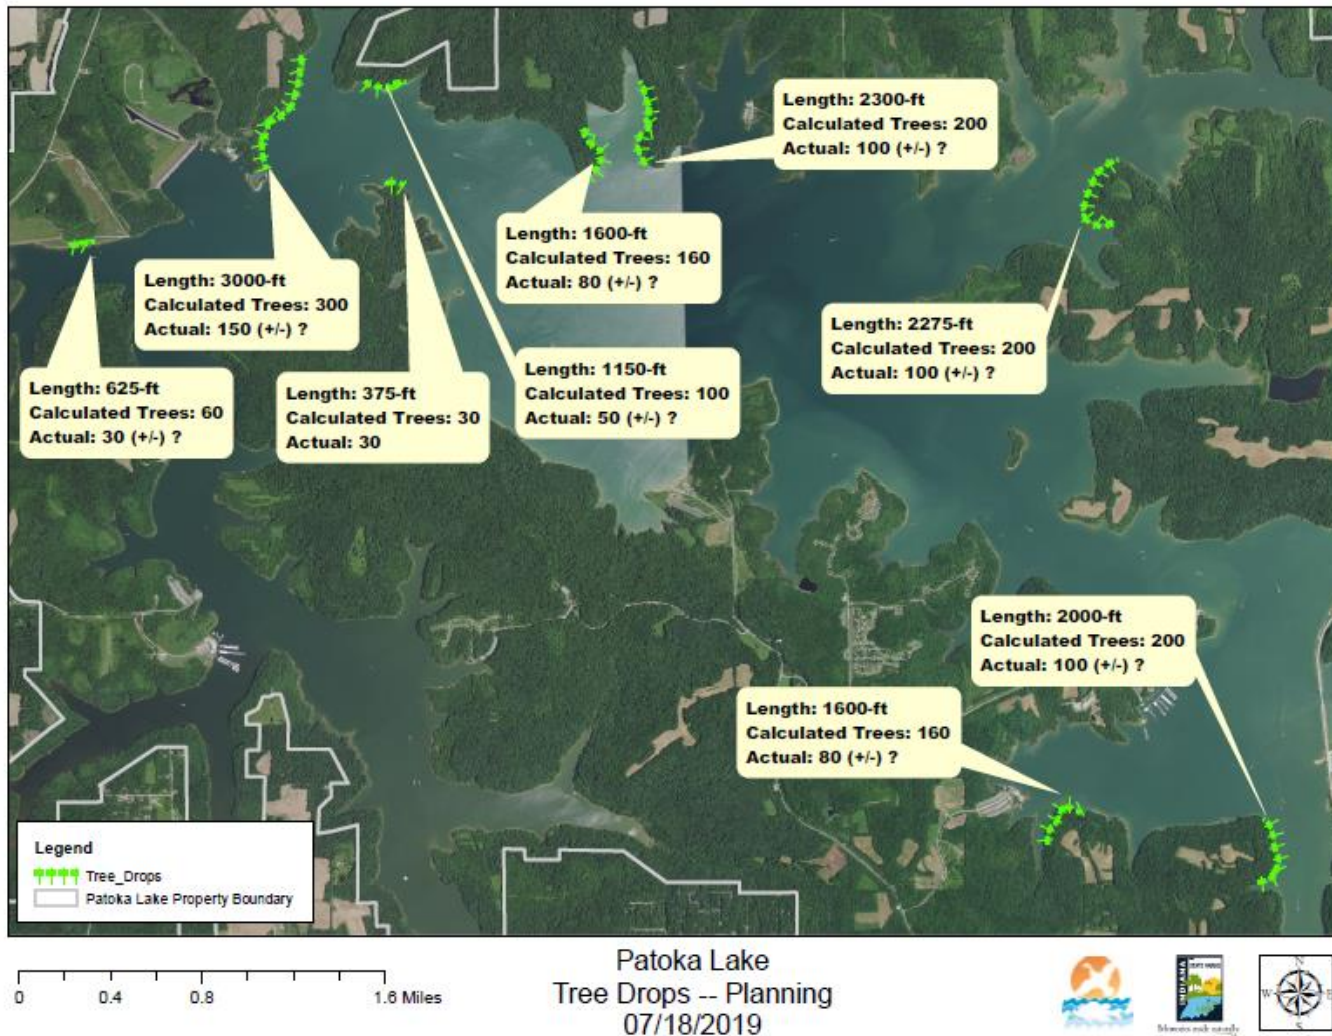 Length: 2300-ft
Calculated Trees: 200
Actual: 100 (+/-) ?
Length: 1600-ft
Calculated Trees: 160
Actual: 80 (+/-) ?
Length: 3000-ft
Calculated Trees: 300
Actual: 150 (+/-) ?
Length: 2275-ft
Calculated Trees: 200
Actual: 100 (+/-) ?
Length: 625-ft
Calculated Trees: 60
Actual: 30 (+/-) ?
Length: 375-ft
Calculated Trees: 30
Actual: 30
Length: 1150-ft
Calculated Trees: 100
Actual: 50 (+/-) ?
Length: 2000-ft
Calculated Trees: 200
Actual: 100 (+/-) ?
Length: 1600-ft
Calculated Trees: 160
Actual: 80 (+/-) ?
Legend
Tree_Drops
Patoka Lake Property Boundary
0 0.4 0.8 1.6 Miles
Patoka Lake
Tree Drops -- Planning
07/18/2019
INDIANA
STATE PARKS
N
W E
S